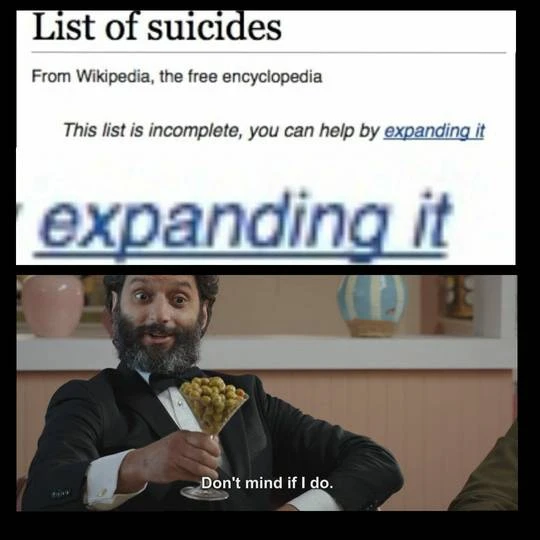 List of suicides
From Wikipedia, the free encyclopedia
This list is incomplete, you can help by expanding it
expanding it
Don't mind if I do.